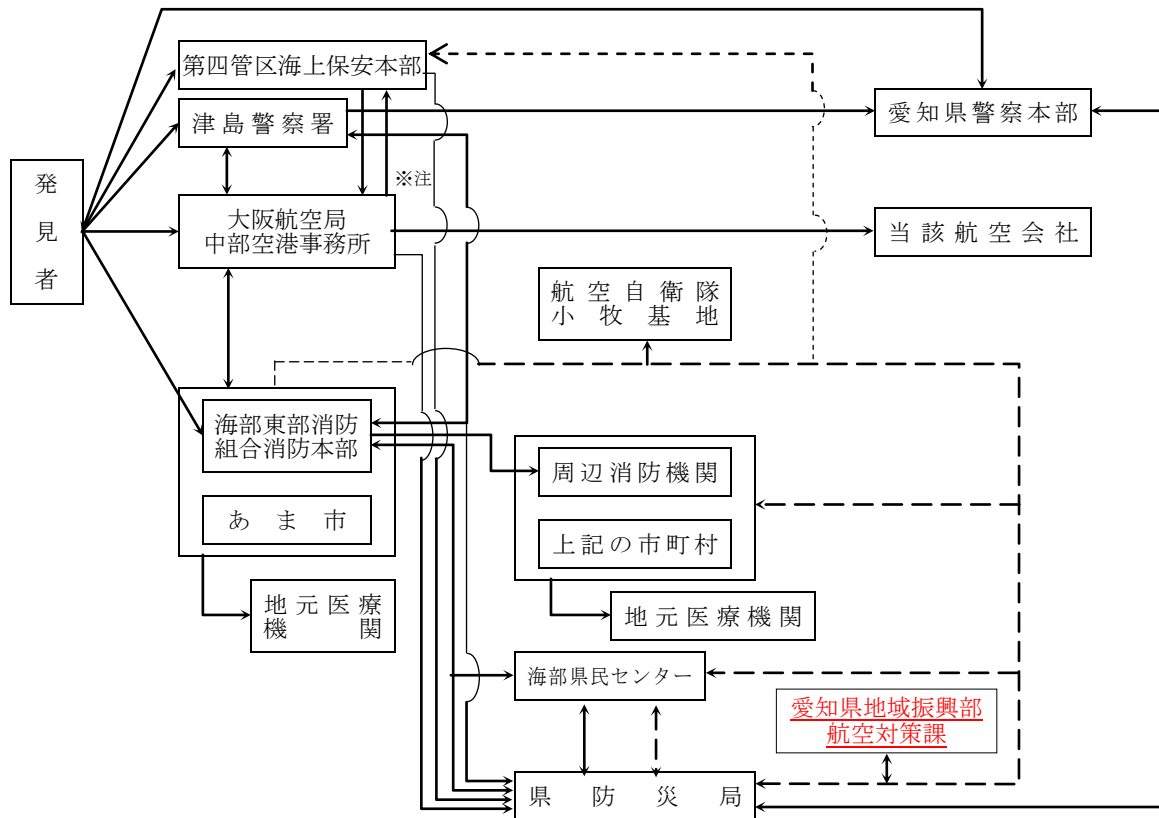 第四管区海上保安本部
津島警察署
愛知県警察本部
発
見
者
※注
大阪航空局
中部空港事務所
当該航空会社
航空自衛隊
小牧基地
海部東部消防
組合消防本部
周辺消防機関
あま市
上記の市町村
地元医療
機関
地元医療機関
海部県民センター
愛知県地域振興部
航空対策課
県防災局